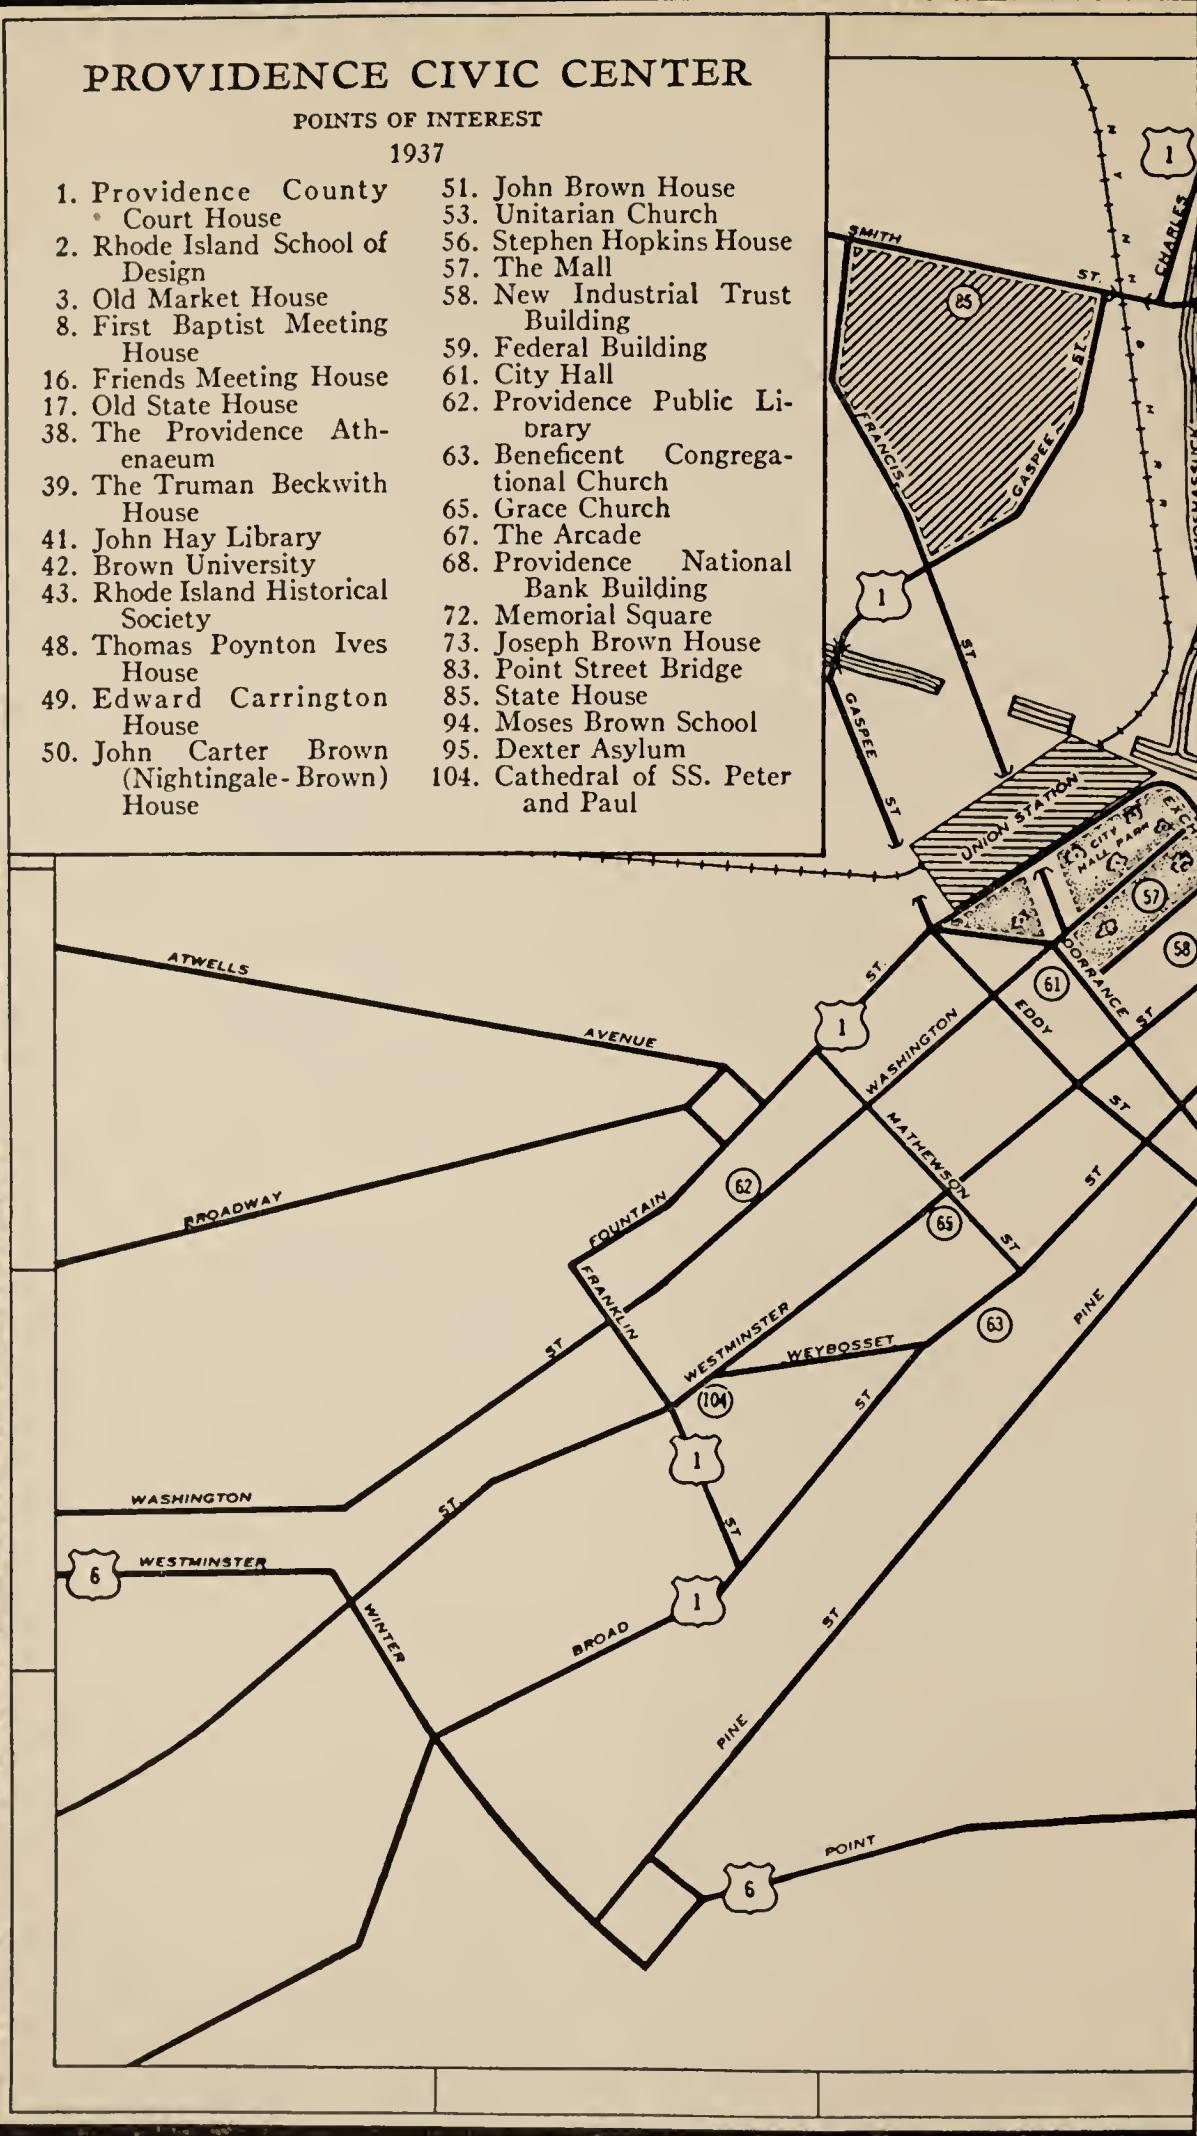 PROVIDENCE CIVIC CENTER
POINTS OF INTEREST
1937
1. Providence County
Court House
2. Rhode Island School of
Design
3. Old Market House
8. First Baptist Meeting
House
16. Friends Meeting House
17. Old State House
38. The Providence Ath-
enaeum
39. The Truman Beckwith
House
41. John Hay Library
42. Brown University
43. Rhode Island Historical
Society
48. Thomas Poynton Ives
House
49. Edward Carrington
House
50. John Carter Brown
(Nightingale-Brown)
House
51. John Brown House
53. Unitarian Church
56. Stephen Hopkins House
57. The Mall
58. New Industrial Trust
Building
59. Federal Building
61. City Hall
62. Providence Public Li-
brary
63. Beneficent Congrega-
tional Church
65. Grace Church
67. The Arcade
68. Providence National
Bank Building
72. Memorial Square
73. Joseph Brown House
83. Point Street Bridge
85. State House
94. Moses Brown School
95. Dexter Asylum
104. Cathedral of SS. Peter
and Paul
1
CHARLES
SMITH
ST.
85
ST.
GASPEE
FRANCIS
ST.
1
GASPEE
ST
UNION STATION
CITY
HALL PARK
57
58
61
DORRANCE
ST
EDDY
ST
ATWELLS
AVENUE
ST.
1
WASHINGTON
MATHEWSON
ST
BROADWAY
62
65
FOUNTAIN
FRANKLIN
ST
63
PINE
ST
WESTMINSTER
WEYBOSSET
ST
104
1
ST
ST
WASHINGTON
ST.
6
WESTMINSTER
WINTER
1
BROAD
ST
PINE
POINT
6